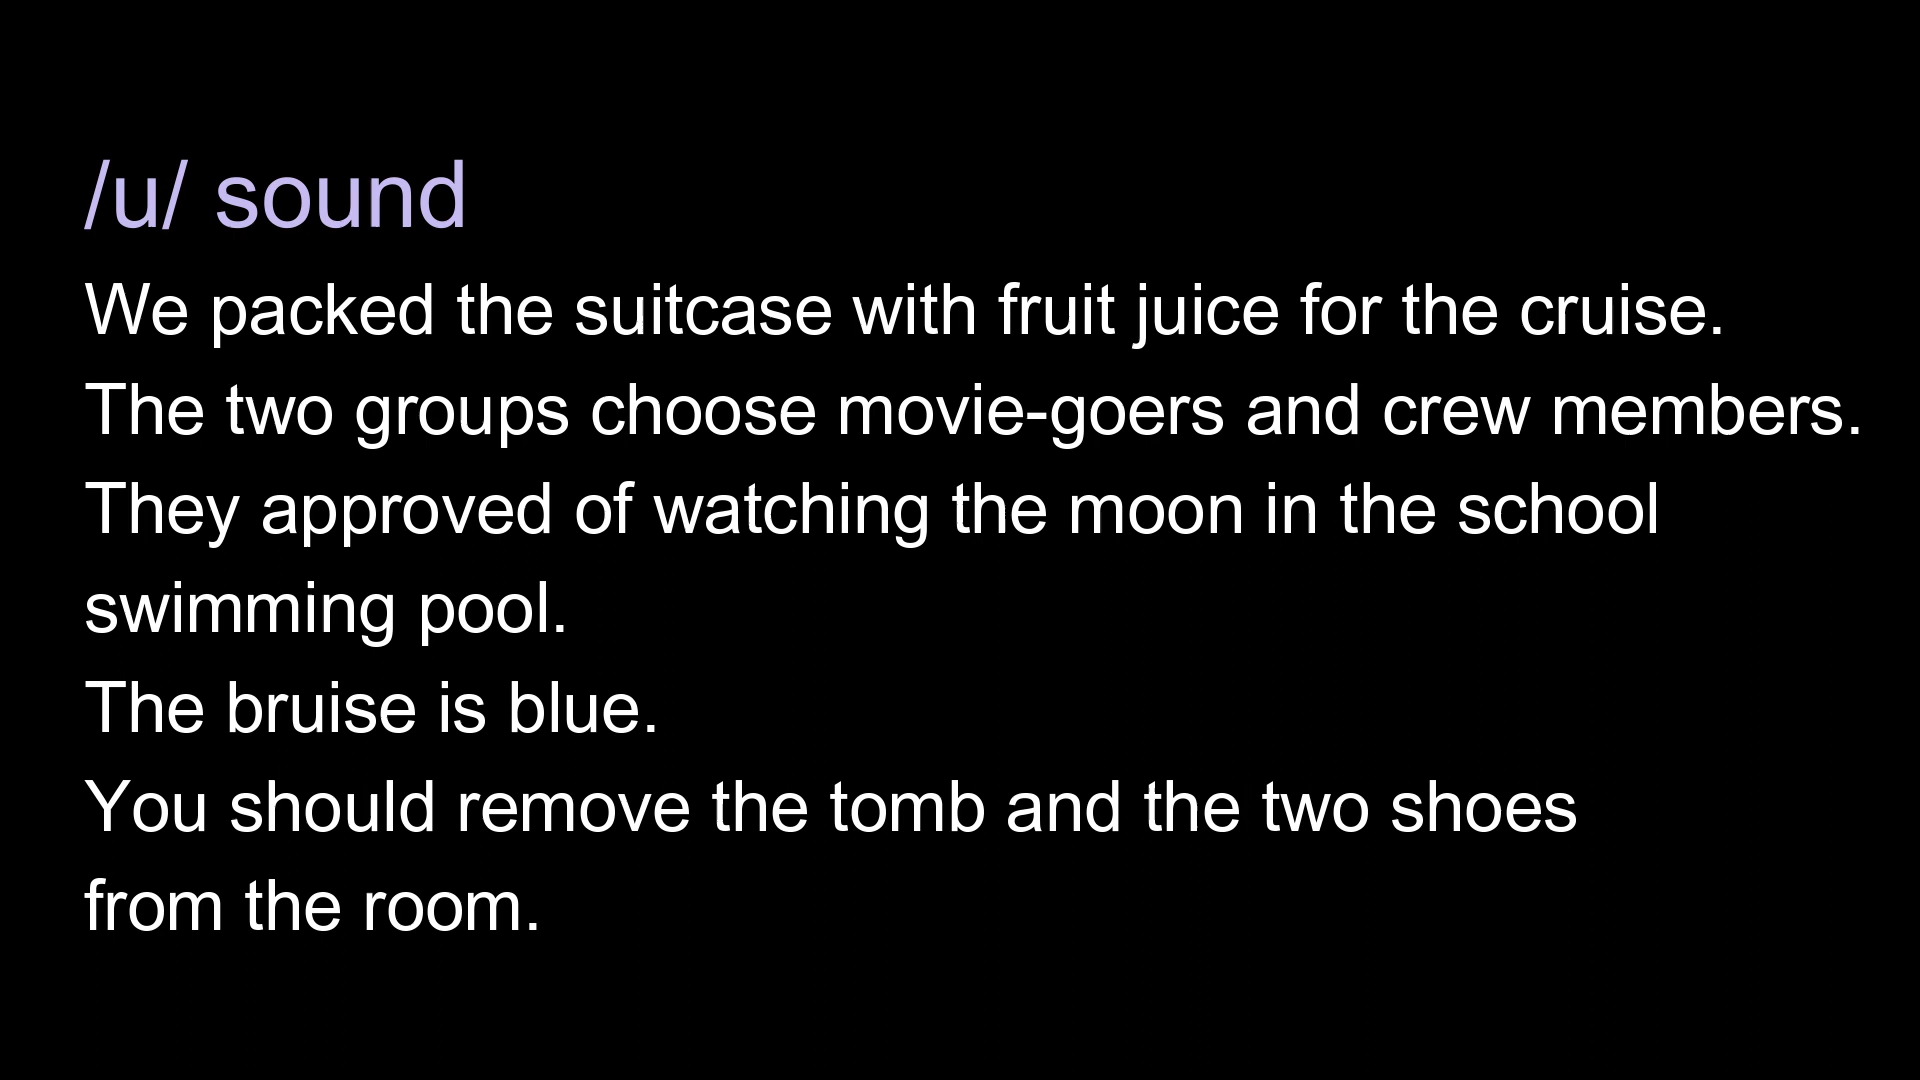 /u/ sound
We packed the suitcase with fruit juice for the cruise.
The two groups choose movie-goers and crew members.
They approved of watching the moon in the school
swimming pool.
The bruise is blue.
You should remove the tomb and the two shoes
from the room.